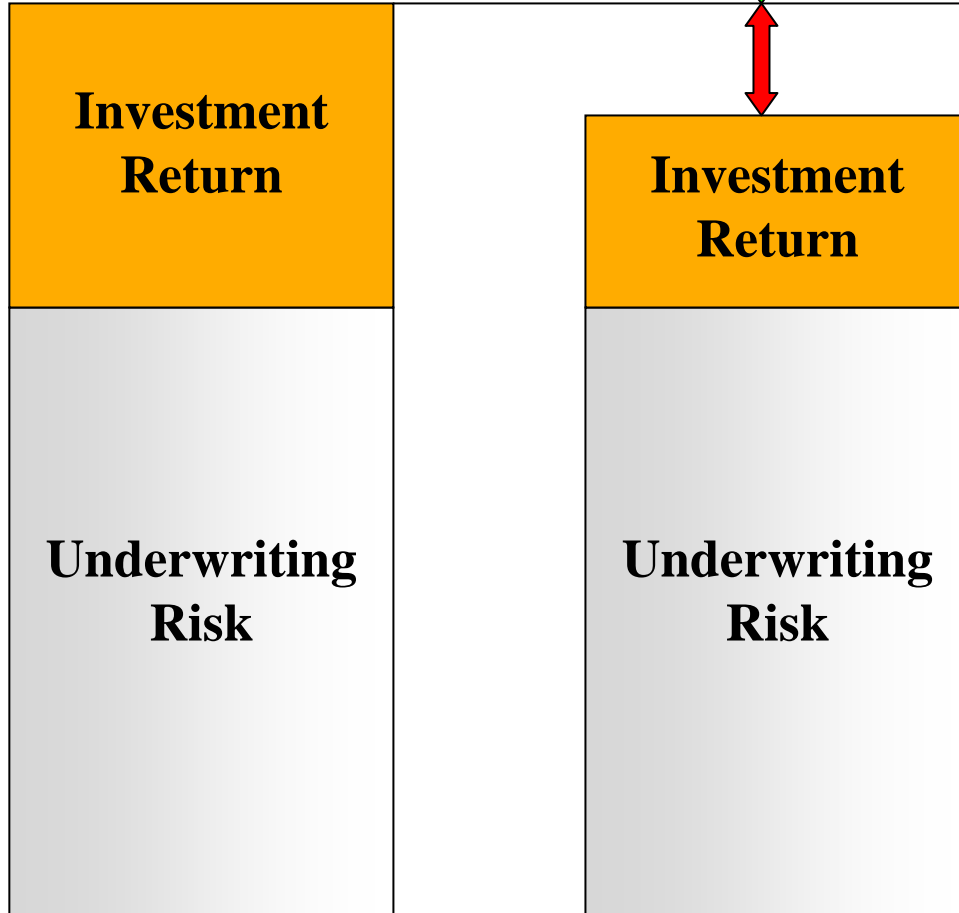 Investment
Return
Investment
Return
Underwriting
Risk
Underwriting
Risk